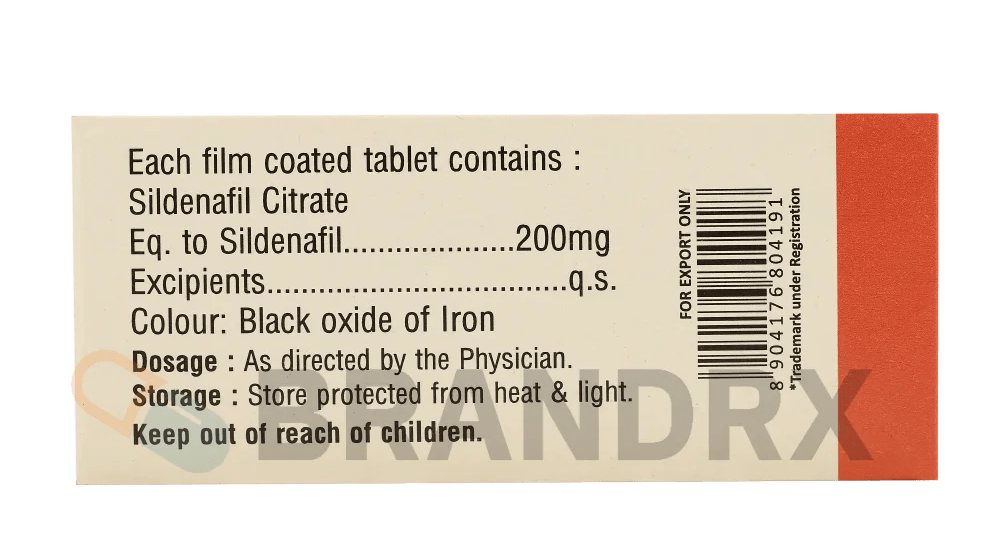 Each film coated tablet contains :
Sildenafil Citrate
Eq. to Sildenafil....................200mg
Excipients...................................q.s.
Colour: Black oxide of Iron
Dosage : As directed by the Physician.
Storage : Store protected from heat & light.
Keep out of reach of children.
FOR EXPORT ONLY
8 904176 804191
*Trademark under Registration
BRANDRX